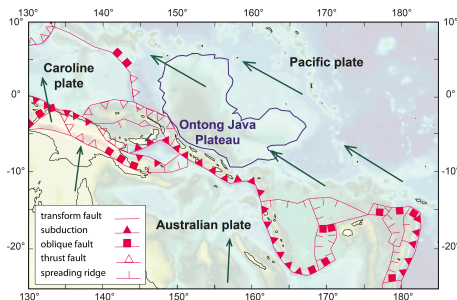 130° 140° 150° 160° 170° 180°
10° 10°
Pacific plate
Caroline
plate
0° 0°
Ontong Java
Plateau
-10° -10°
transform fault
subduction
oblique fault
thrust fault
spreading ridge
Australian plate
-20° -20°
130° 140° 150° 160° 170° 180°